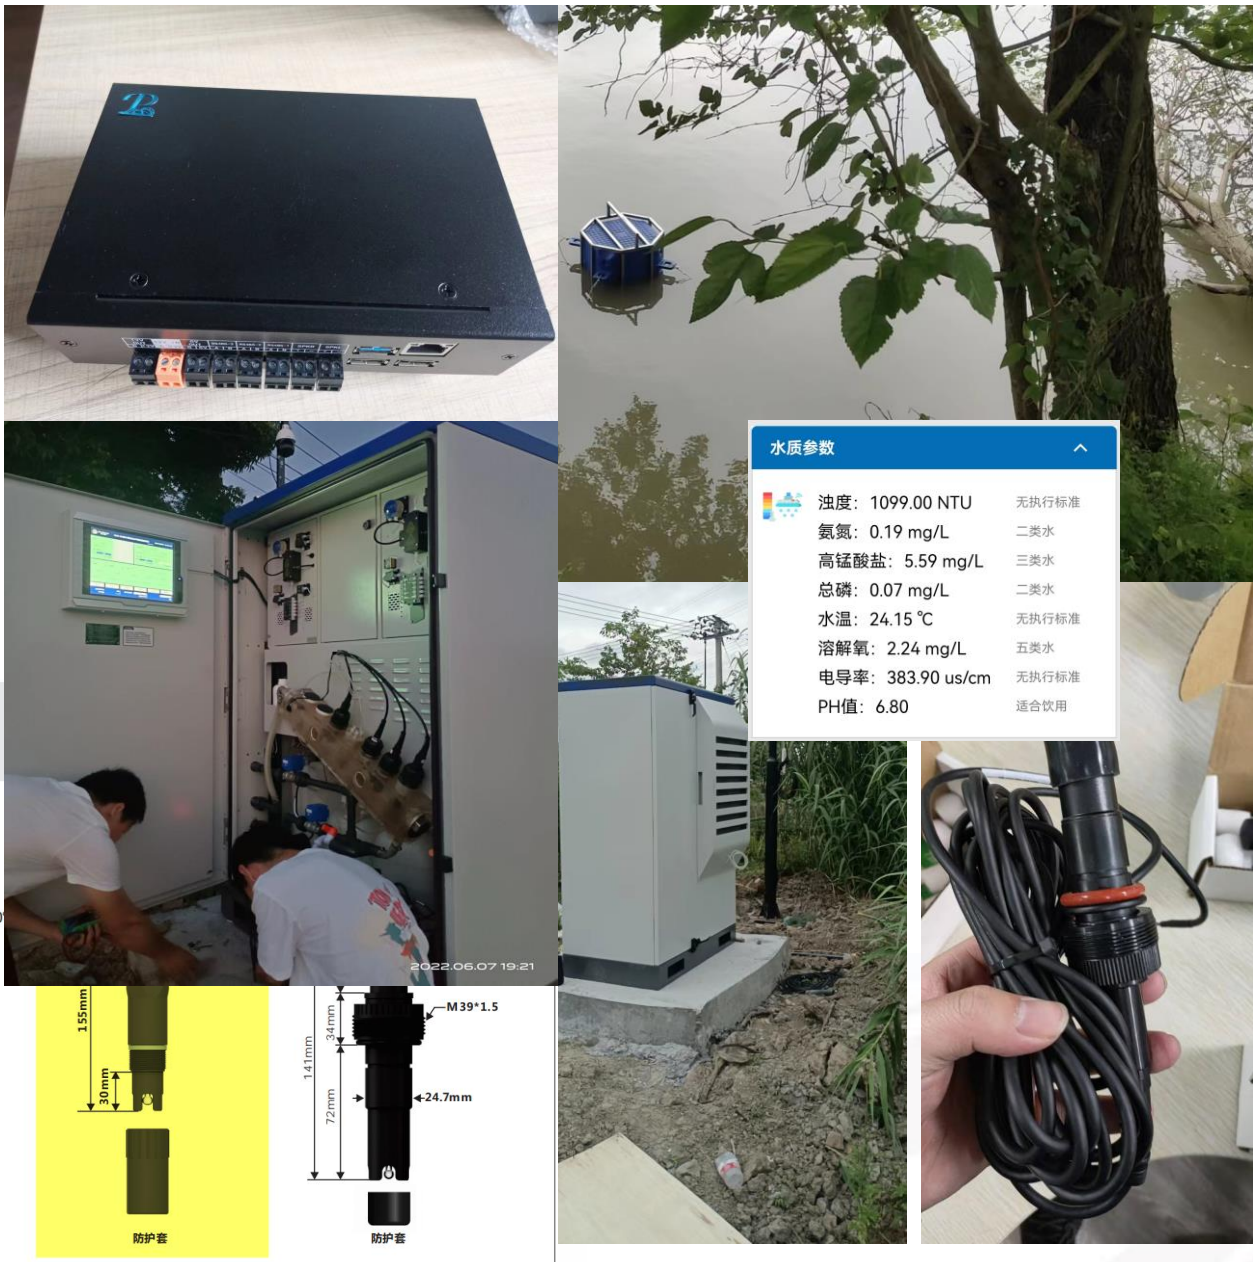 水质参数
浊度：1099.00 NTU 无执行标准
氨氮：0.19 mg/L 二类水
高锰酸盐：5.59 mg/L 三类水
总磷：0.07 mg/L 二类水
水温：24.15 ℃ 无执行标准
溶解氧：2.24 mg/L 五类水
电导率：383.90 us/cm 无执行标准
PH值：6.80 适合饮用
2022.06.07 19:21
155mm
30mm
防护套
141mm
34mm
72mm
M39*1.5
24.7mm
防护套